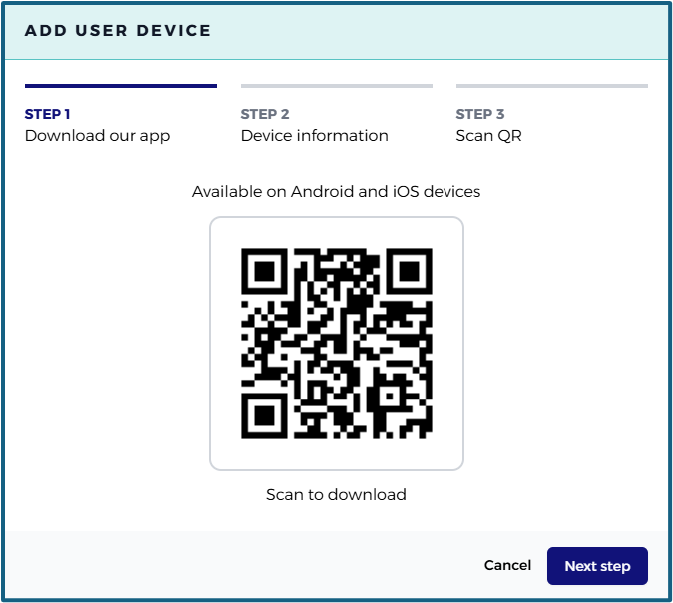 ADD USER DEVICE
STEP 1
Download our app
STEP 2
Device information
STEP 3
Scan QR
Available on Android and iOS devices
Scan to download
Cancel
Next step